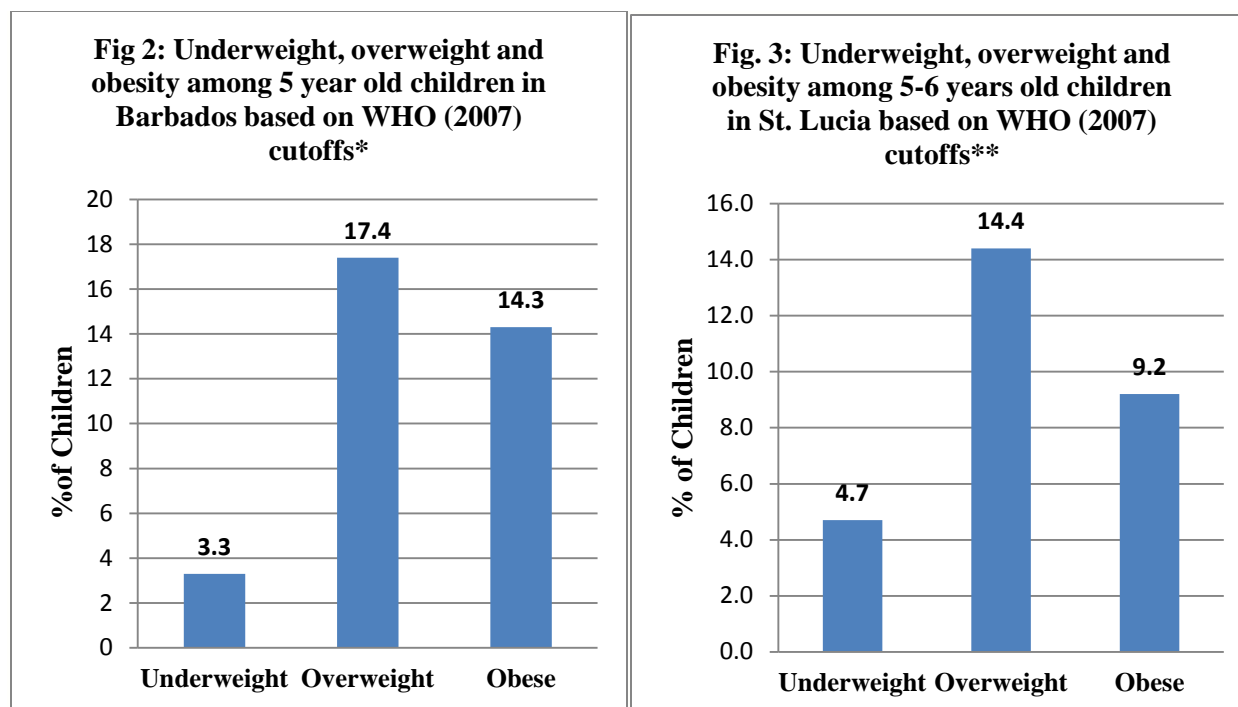 Fig 2: Underweight, overweight and
obesity among 5 year old children in
Barbados based on WHO (2007)
cutoffs*
%of Children
20
18
16
14
12
10
8
6
4
2
0
3.3
17.4
14.3
Underweight Overweight Obese
Fig. 3: Underweight, overweight and
obesity among 5-6 years old children
in St. Lucia based on WHO (2007)
cutoffs**
% of Children
16.0
14.0
12.0
10.0
8.0
6.0
4.0
2.0
0.0
4.7
14.4
9.2
Underweight Overweight Obese